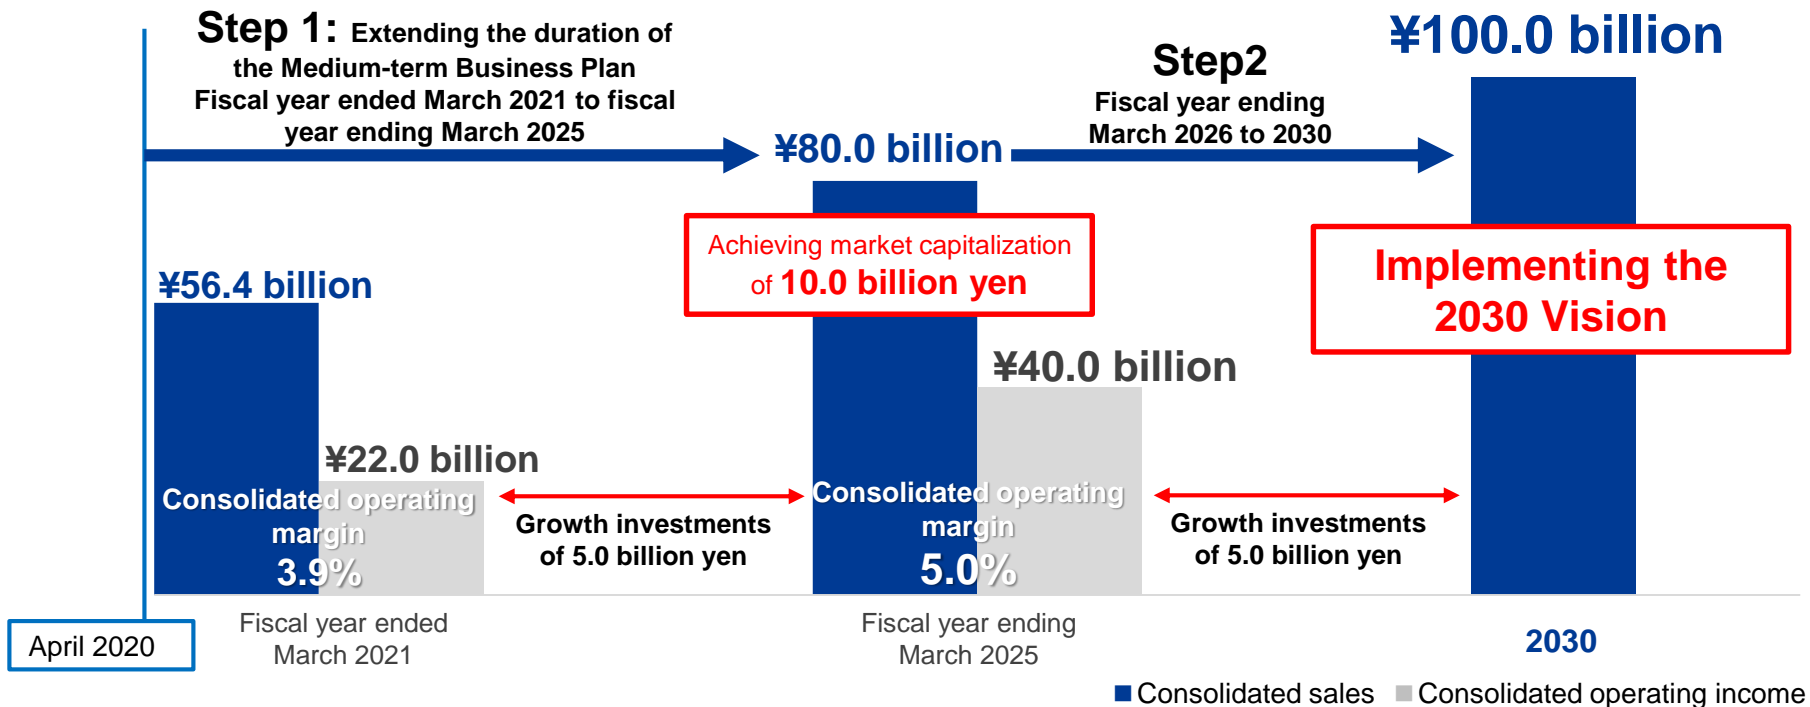 Step 1: Extending the duration of
the Medium-term Business Plan
Fiscal year ended March 2021 to fiscal
year ending March 2025
Step2
Fiscal year ending
March 2026 to 2030
¥100.0 billion
¥80.0 billion
Achieving market capitalization
of 10.0 billion yen
Implementing the
2030 Vision
¥56.4 billion
¥40.0 billion
¥22.0 billion
Consolidated operating
margin
3.9%
Growth investments
of 5.0 billion yen
Consolidated operating
margin
5.0%
Growth investments
of 5.0 billion yen
April 2020
Fiscal year ended
March 2021
Fiscal year ending
March 2025
2030
Consolidated sales
Consolidated operating income